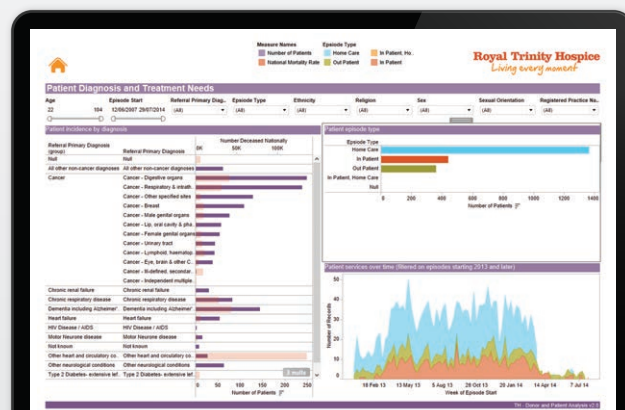 Measure Names Episode Type
Number of Patients Home Care In Patient, Ho..
National Mortality Rate Out Patient In Patient
Royal Trinity Hospice
Living every moment
Patient Diagnosis and Treatment Needs
Age Episode Start Referral Primary Diag.. Episode Type Ethnicity Religion Sex Sexual Orientation Registered Practice Na..
22 104 12/06/2007 29/07/2014 (All) (All) (All) (All) (All) (All) (All)
Patient incidence by diagnosis
Number Deceased Nationally
Referral Primary Diagnosis (group) Referral Primary Diagnosis 0K 50K 100K
Null Null
All other non-cancer diagnoses All other non-cancer diagnoses
Cancer Cancer - Digestive organs
Cancer - Respiratory & intrath..
Cancer - Other specified sites
Cancer - Breast
Cancer - Male genital organs
Cancer - Lip, oral cavity & pha..
Cancer - Female genital organs
Cancer - Urinary tract
Cancer - Lymphoid, haematop..
Cancer - Eye, brain & other C..
Cancer - Ill-defined, secondar..
Cancer - Independent multiple..
Chronic renal failure Chronic renal failure
Chronic respiratory disease Chronic respiratory disease
Dementia including Alzheimer' Dementia including Alzheimer'
Heart failure Heart failure
HIV Disease / AIDS HIV Disease / AIDS
Motor Neurone disease Motor Neurone disease
Not known Not known
Other heart and circulatory co.. Other heart and circulatory co..
Other neurological conditions Other neurological conditions
Type 2 Diabetes- extensive lef.. Type 2 Diabetes- extensive lef..
3 nulls
0 50 100 150 200 250
Number of Patients
Patient episode type
Episode Type
Home Care
In Patient
Out Patient
In Patient, Home Care
Null
0 200 400 600 800 1000 1200 1400
Number of Patients
Patient services over time (filtered on episodes starting 2013 and later)
Number of Records
50
40
30
20
10
0
18 Feb 13 13 May 13 5 Aug 13 28 Oct 13 20 Jan 14 14 Apr 14 7 Jul 14
Week of Episode Start
TH - Donor and Patient Analysis